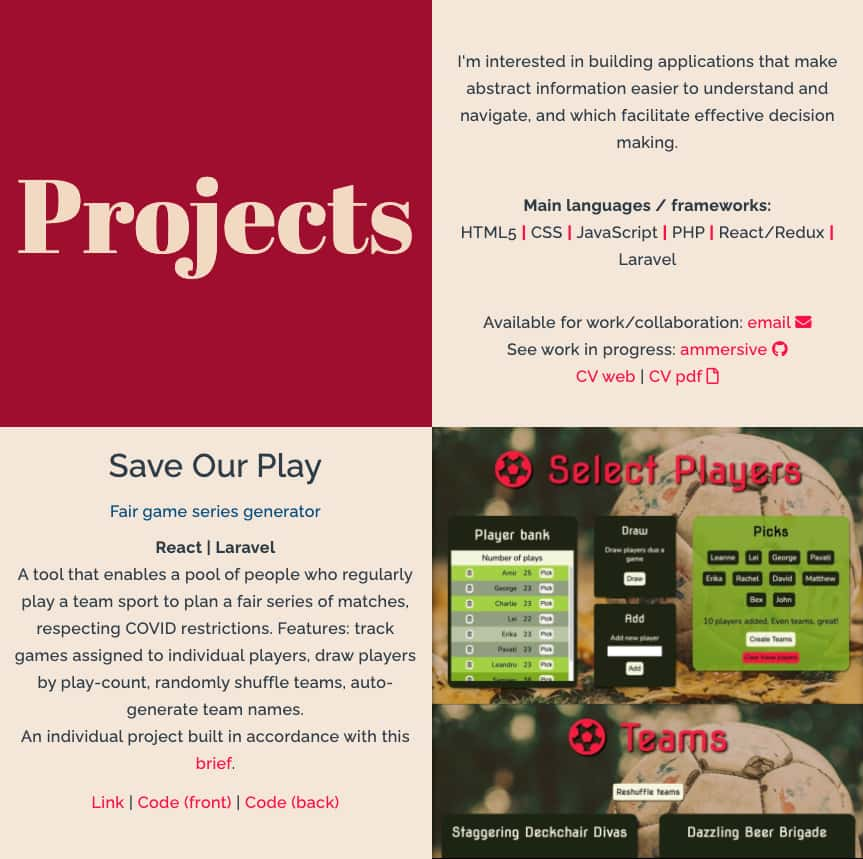 Projects
I'm interested in building applications that make
abstract information easier to understand and
navigate, and which facilitate effective decision
making.
Main languages / frameworks:
HTML5 | CSS | JavaScript | PHP | React/Redux |
Laravel
Available for work/collaboration: email
See work in progress: ammersive
CV web | CV pdf
Save Our Play
Fair game series generator
React | Laravel
A tool that enables a pool of people who regularly
play a team sport to plan a fair series of matches,
respecting COVID restrictions. Features: track
games assigned to individual players, draw players
by play-count, randomly shuffle teams, auto-
generate team names.
An individual project built in accordance with this
brief.
Link | Code (front) | Code (back)
Select Players
Player bank
Number of plays
Amir 25 Pick
George 23 Pick
Charlie 23 Pick
Lei 22 Pick
Erika 23 Pick
Pavati 23 Pick
Leandru 23 Pick
Draw
Draw players due a
game
Draw
Add
Add new player
Add
Picks
Leanne Lei George Pavati
Erika Rachel David Matthew
Bex John
10 players added. Even teams, great!
Create Teams
Clear these players
Teams
Reshuffle teams
Staggering Deckchair Divas
Dazzling Beer Brigade